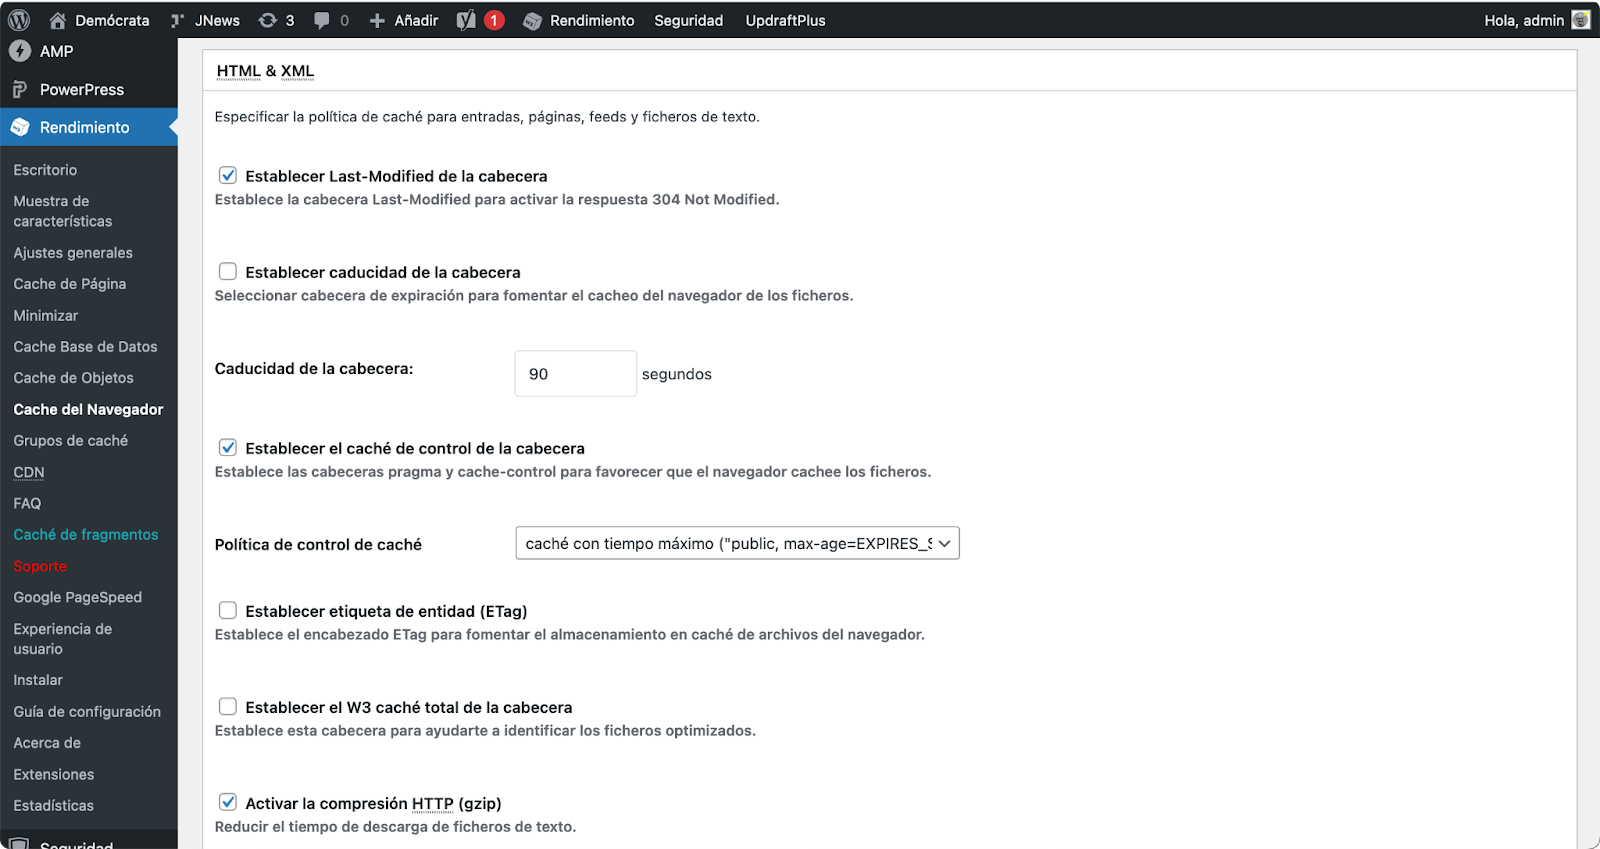 Demócrata JNews 3 0 Añadir 1 Rendimiento Seguridad UpdraftPlus Hola, admin
AMP
PowerPress
Rendimiento
Escritorio
Muestra de
características
Ajustes generales
Cache de Página
Minimizar
Cache Base de Datos
Cache de Objetos
Cache del Navegador
Grupos de caché
CDN
FAQ
Caché de fragmentos
Soporte
Google PageSpeed
Experiencia de
usuario
Instalar
Guía de configuración
Acerca de
Extensiones
Estadísticas
Seguridad
HTML & XML
Especificar la política de caché para entradas, páginas, feeds y ficheros de texto.
Establecer Last-Modified de la cabecera
Establece la cabecera Last-Modified para activar la respuesta 304 Not Modified.
Establecer caducidad de la cabecera
Seleccionar cabecera de expiración para fomentar el cacheo del navegador de los ficheros.
Caducidad de la cabecera: 90 segundos
Establecer el caché de control de la cabecera
Establece las cabeceras pragma y cache-control para favorecer que el navegador cachee los ficheros.
Política de control de caché caché con tiempo máximo ("public, max-age=EXPIRES_S
Establecer etiqueta de entidad (ETag)
Establece el encabezado ETag para fomentar el almacenamiento en caché de archivos del navegador.
Establecer el W3 caché total de la cabecera
Establece esta cabecera para ayudarte a identificar los ficheros optimizados.
Activar la compresión HTTP (gzip)
Reducir el tiempo de descarga de ficheros de texto.